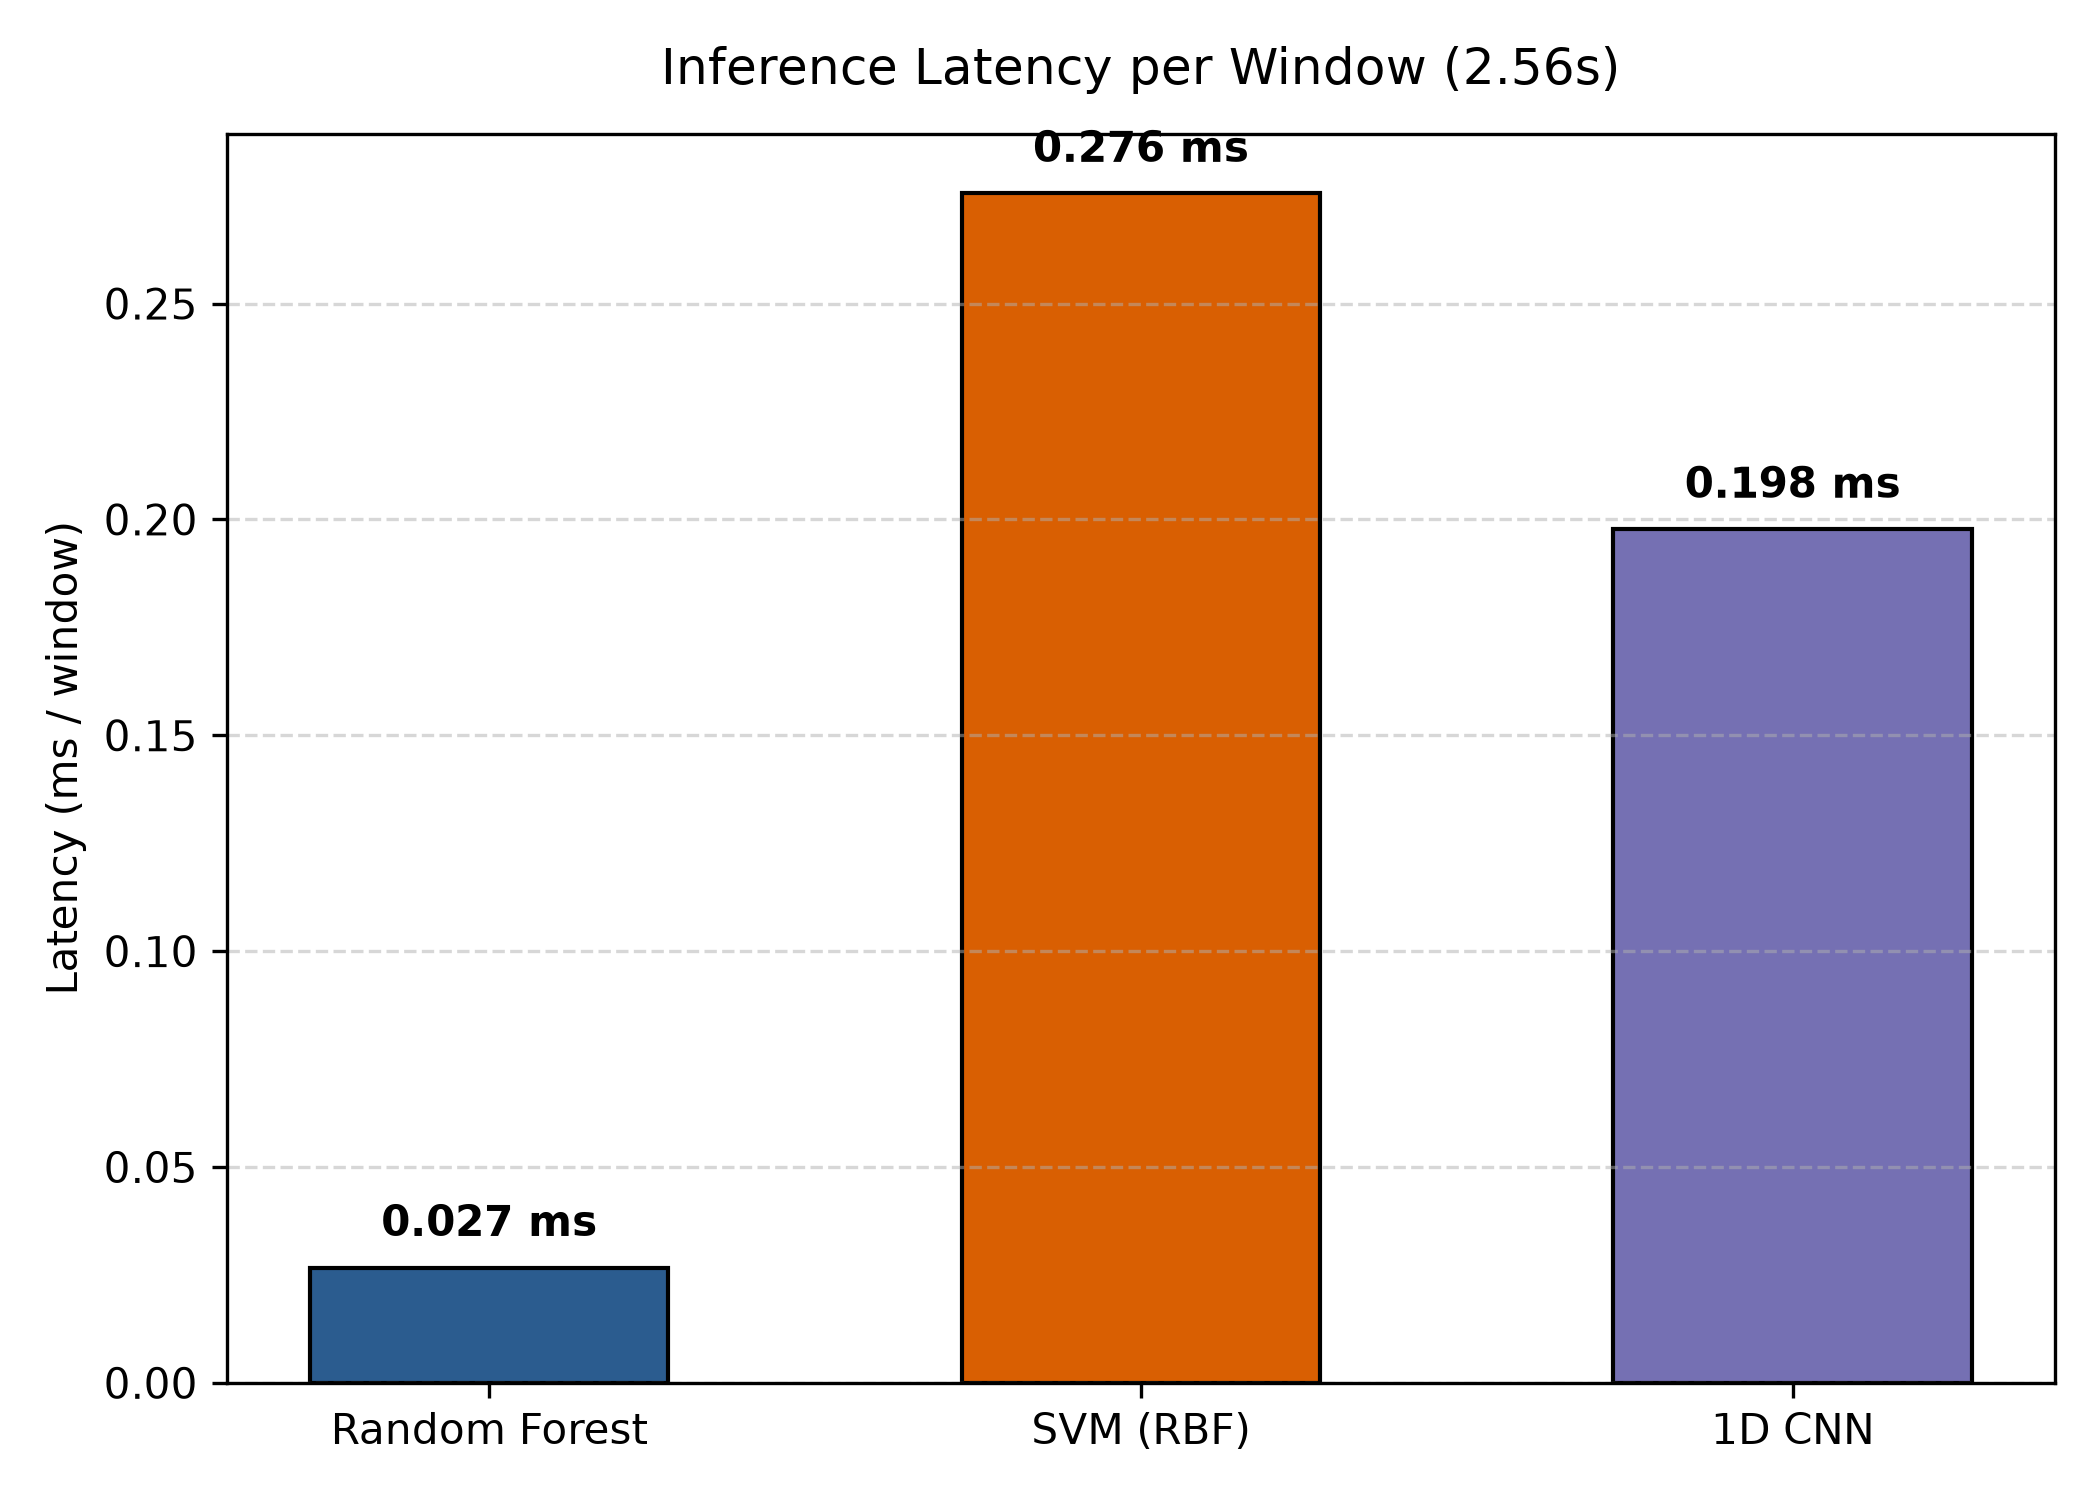 Inference Latency per Window (2.56s)
0.276 ms
0.25
0.198 ms
0.20
0.15
0.10
0.05
0.027 ms
0.00
Latency (ms / window)
Random Forest
SVM (RBF)
1D CNN